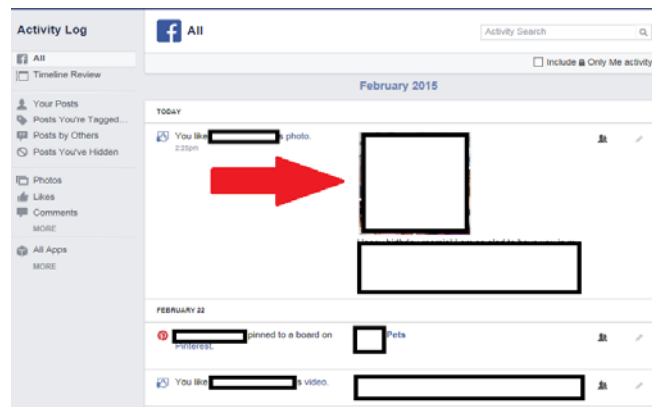 Activity Log
All
Activity Search
All
Timeline Review
Include Only Me activity
February 2015
Your Posts
Posts You're Tagged...
Posts by Others
Posts You've Hidden
Photos
Likes
Comments
MORE
All Apps
MORE
TODAY
You like s photo.
2:25pm
FEBRUARY 22
pinned to a board on
Pinterest.
Pets
You like s video.